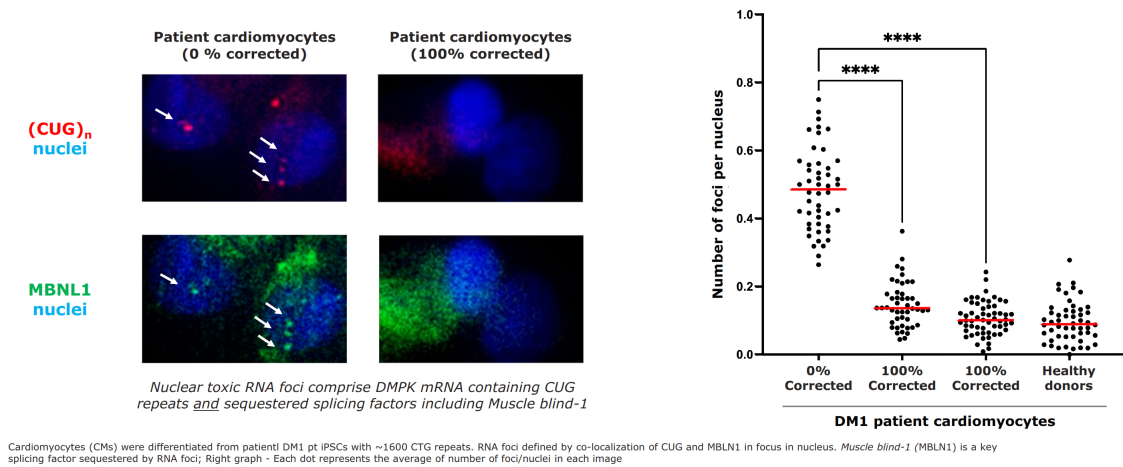 Patient cardiomyocytes
(0 % corrected)
Patient cardiomyocytes
(100% corrected)
(CUG)n
nuclei
MBNL1
nuclei
Nuclear toxic RNA foci comprise DMPK mRNA containing CUG
repeats and sequestered splicing factors including Muscle blind-1
Number of foci per nucleus
1.0
0.8
0.6
0.4
0.2
0.0
****
****
0%
Corrected
100%
Corrected
100%
Corrected
Healthy
donors
DM1 patient cardiomyocytes
Cardiomyocytes (CMs) were differentiated from patientl DM1 pt iPSCs with ~1600 CTG repeats. RNA foci defined by co-localization of CUG and MBLN1 in focus in nucleus. Muscle blind-1 (MBLN1) is a key
splicing factor sequestered by RNA foci; Right graph - Each dot represents the average of number of foci/nuclei in each image